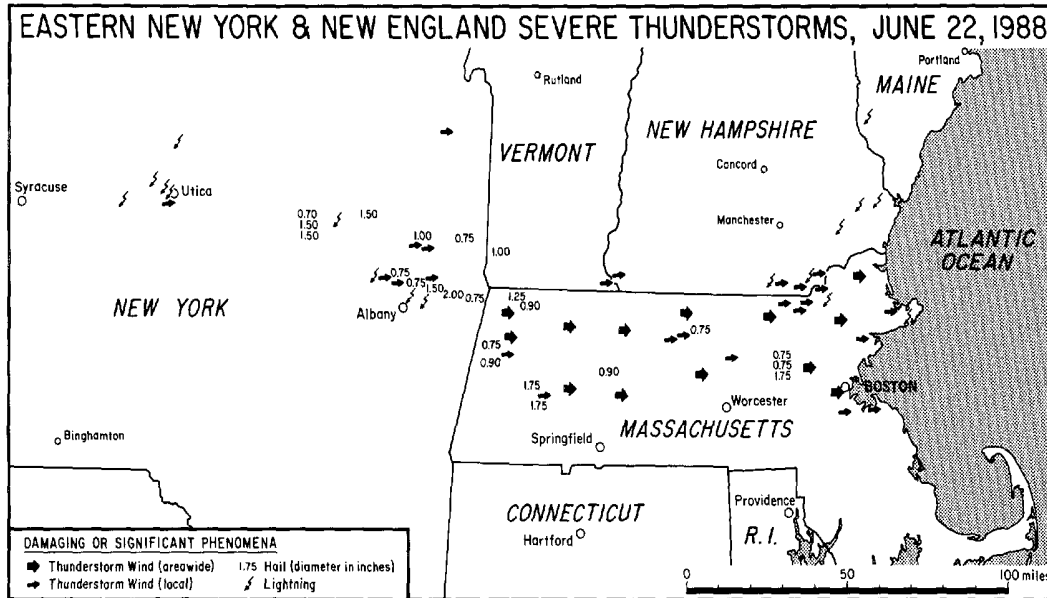 EASTERN NEW YORK & NEW ENGLAND SEVERE THUNDERSTORMS, JUNE 22, 1988
Portland
Rutland
MAINE
NEW HAMPSHIRE
VERMONT
Concord
Syracuse
Utica
0.70 1.50
1.50
1.50
Manchester
1.00 0.75
1.00
ATLANTIC
OCEAN
0.75
0.75 1.50
2.00 0.75
NEW YORK
Albany
1.25
0.90
0.75
0.75
0.90
0.75
0.75
1.75
0.90
1.75
1.75
BOSTON
Worcester
MASSACHUSETTS
Binghamton
Springfield
Providence
CONNECTICUT
Hartford
R.I.
DAMAGING OR SIGNIFICANT PHENOMENA
Thunderstorm Wind (areawide) 1.75 Hail (diameter in inches)
Thunderstorm Wind (local) Lightning
0 50 100 miles